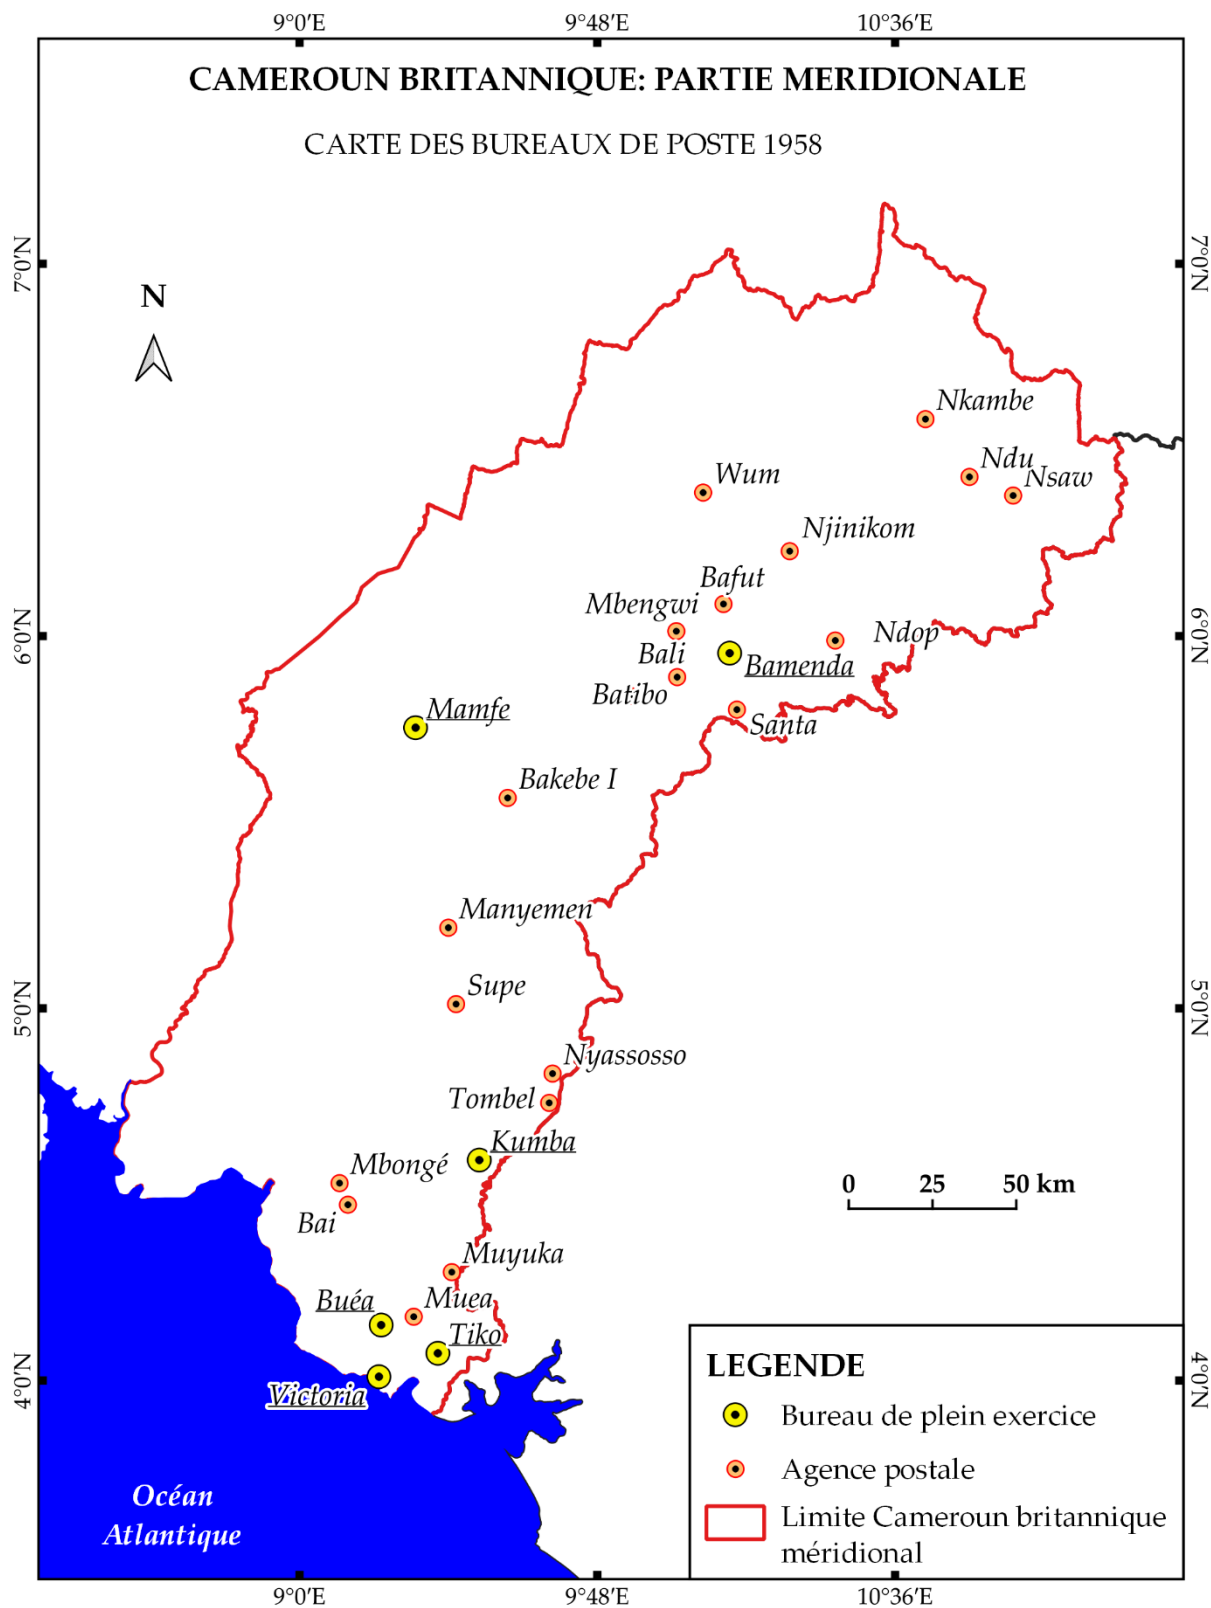 9°0'E
9°48'E
10°36'E
CAMEROUN BRITANNIQUE: PARTIE MERIDIONALE
CARTE DES BUREAUX DE POSTE 1958
7°0'N
7°0'N
N
Nkambe
Ndu
Nsaw
Wum
Njinikom
Bafut
Mbengwi
6°0'N
Ndop
6°0'N
Bali
Bamenda
Batibo
Mamfe
Santa
Bakebe I
Manyemen
Supe
5°0'N
5°0'N
Nyassosso
Tombel
Kumba
Mbongé
Bai
0 25 50 km
Muyuka
Buéa
Muea
Tiko
Victoria
4°0'N
4°0'N
LEGENDE
Bureau de plein exercice
Agence postale
Limite Cameroun britannique
méridional
Océan
Atlantique
9°0'E
9°48'E
10°36'E